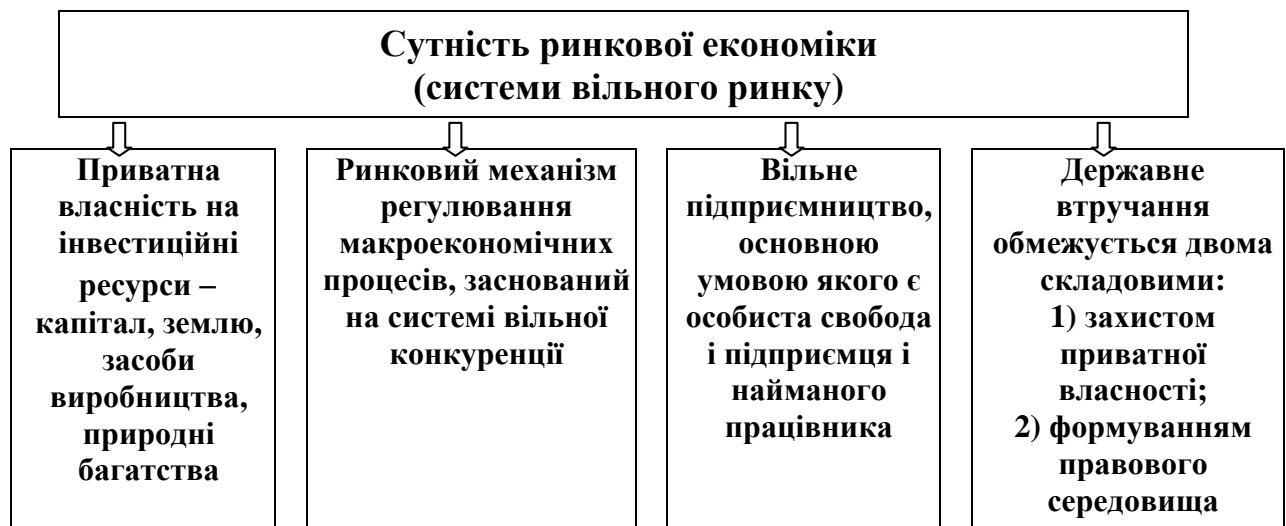 Сутність ринкової економіки
(системи вільного ринку)
Приватна
власність на
інвестиційні
ресурси –
капітал, землю,
засоби
виробництва,
природні
багатства
Ринковий механізм
регулювання
макроекономічних
процесів, заснований
на системі вільної
конкуренції
Вільне
підприємництво,
основною
умовою якого є
особиста свобода
і підприємця і
найманого
працівника
Державне
втручання
обмежується двома
складовими:
1) захистом
приватної
власності;
2) формуванням
правового
середовища